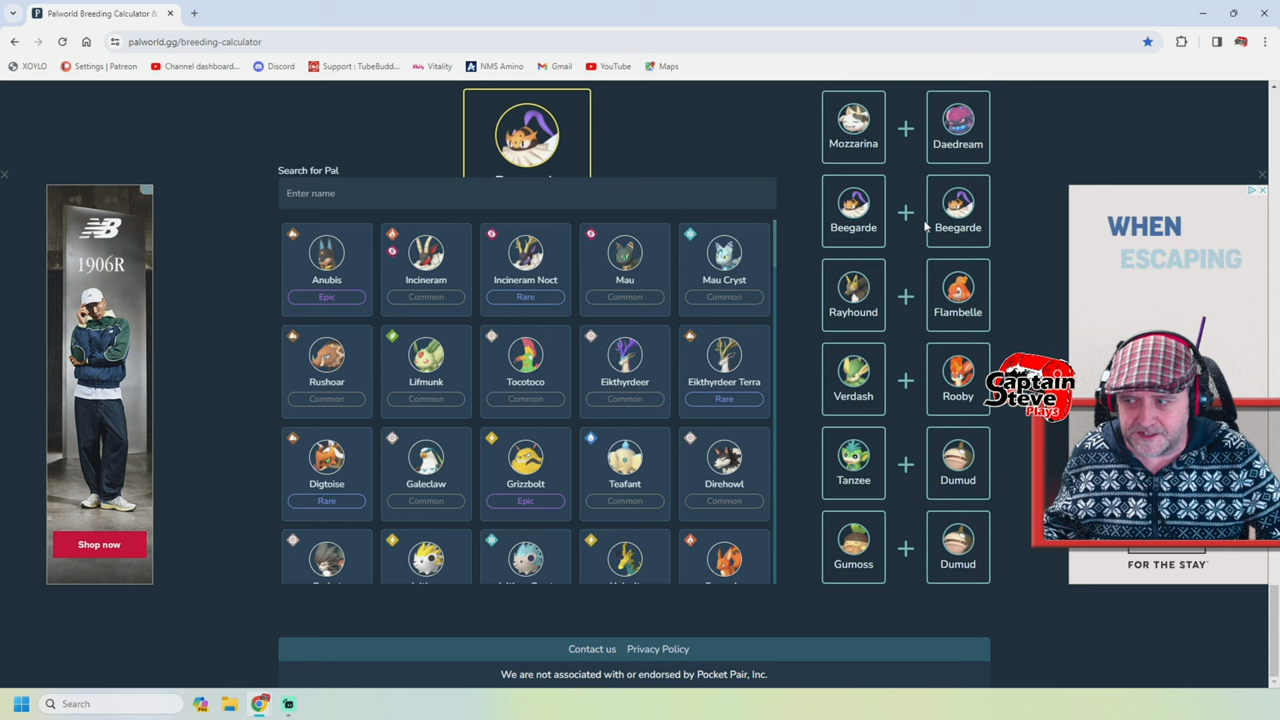 Palworld Breeding Calculator &
palworld.gg/breeding-calculator
XOYLO
Settings | Patreon
Channel dashboard...
Discord
Support : TubeBudd...
Vitality
NMS Amino
Gmail
YouTube
Maps
Search for Pal
Enter name
Anubis
Epic
Incineram
Common
Incineram Noct
Rare
Mau
Common
Mau Cryst
Common
Rushoar
Common
Lifmunk
Common
Tocotoco
Common
Eikthyrdeer
Common
Eikthyrdeer Terra
Rare
Digtoise
Rare
Galeclaw
Common
Grizzbolt
Epic
Teafant
Common
Direhowl
Common
Mozzarina + Daedream
Beegarde + Beegarde
Rayhound + Flambelle
Verdash + Rooby
Tanzee + Dumud
Gumoss + Dumud
NB
1906R
Shop now
WHEN
ESCAPING
FOR THE STAY
Captain
Steve
Plays
Contact us Privacy Policy
We are not associated with or endorsed by Pocket Pair, Inc.
Search